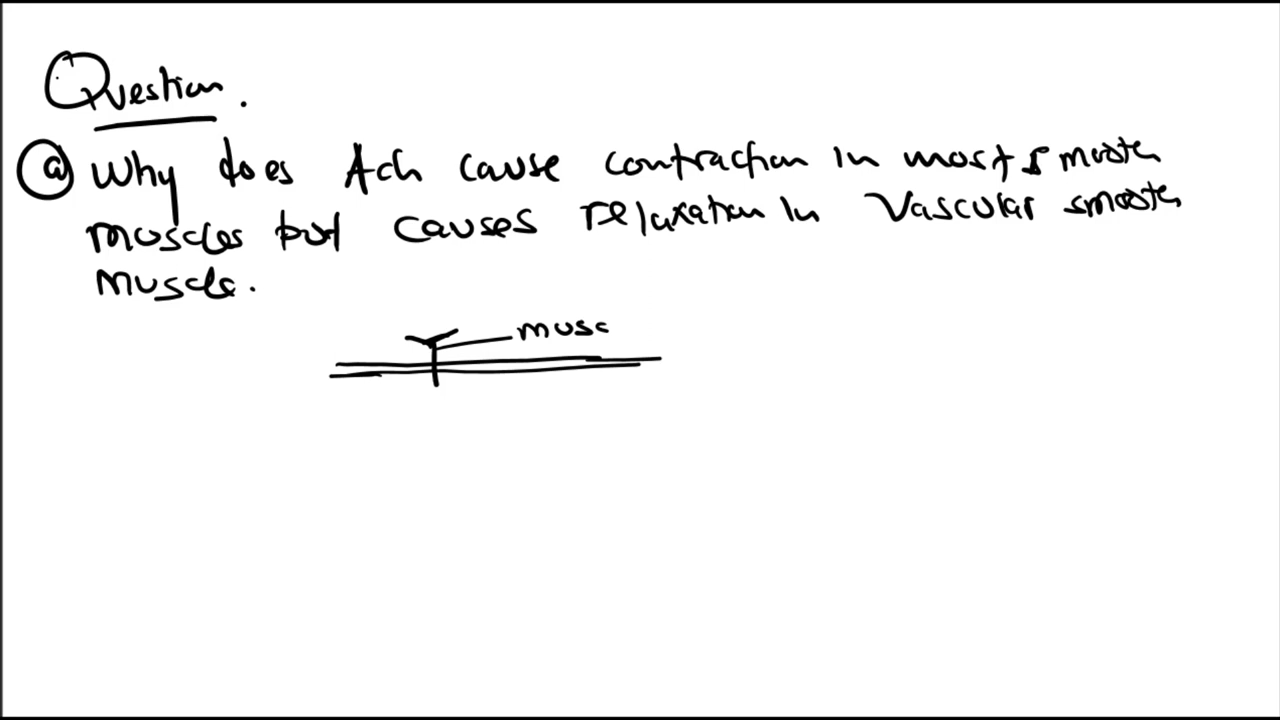 Question.
(a) Why does Ach cause contraction in most smooth
muscles but causes relaxation in Vascular smooth
muscle.
musc